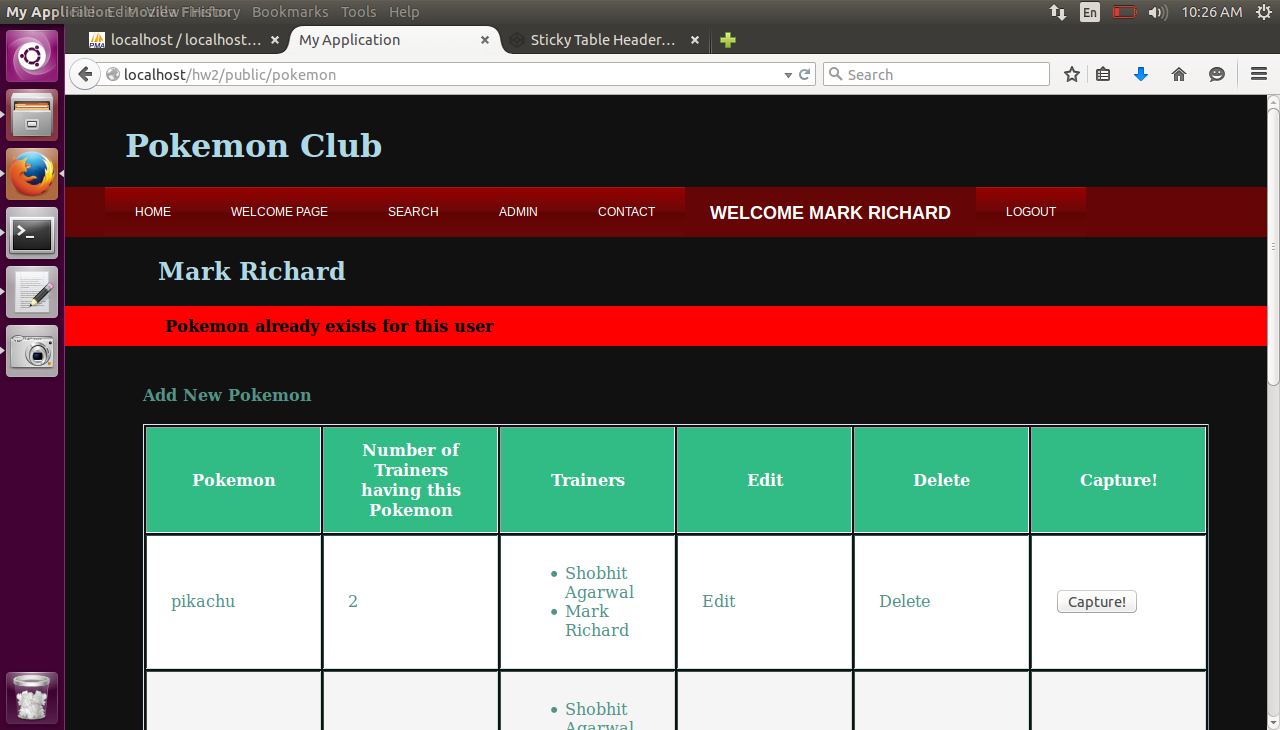 My Application - Mozilla Firefox
File Edit View History Bookmarks Tools Help
En
10:26 AM
PMA
localhost / localhost...
My Application
Sticky Table Header...
localhost/hw2/public/pokemon
Search
Pokemon Club
HOME WELCOME PAGE SEARCH ADMIN CONTACT WELCOME MARK RICHARD LOGOUT
Mark Richard
Pokemon already exists for this user
Add New Pokemon
Pokemon
Number of
Trainers
having this
Pokemon
Trainers
Edit
Delete
Capture!
pikachu
2
Shobhit
Agarwal
Mark
Richard
Edit
Delete
Capture!
Shobhit
Agarwal